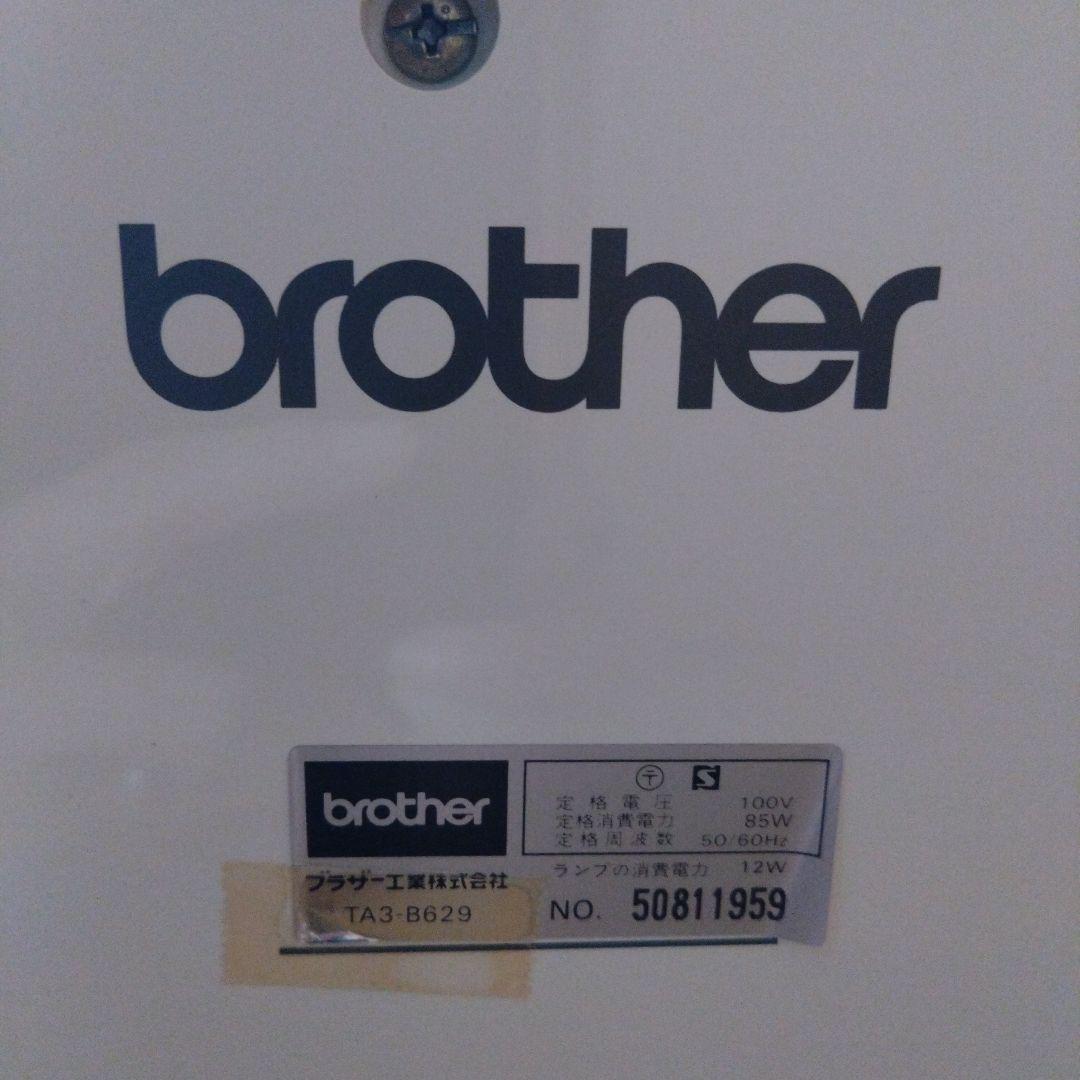 brother
brother
〒 S
定格電圧 100V
定格消費電力 85W
定格周波数 50/60Hz
ランプの消費電力 12W
ブラザー工業株式会社
TA3-B629
NO. 50811959